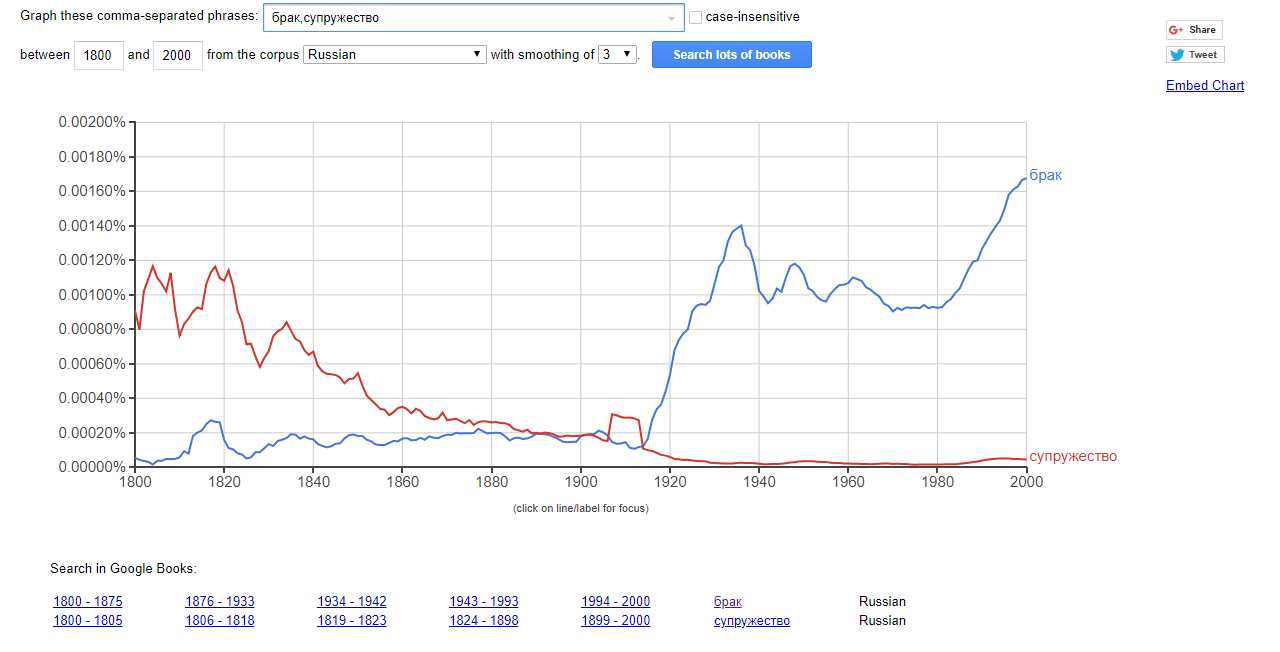 Graph these comma-separated phrases: брак,супружество case-insensitive
between 1800 and 2000 from the corpus Russian with smoothing of 3 . Search lots of books
G+ Share
Tweet
Embed Chart
0.00200%
0.00180%
0.00160%
0.00140%
0.00120%
0.00100%
0.00080%
0.00060%
0.00040%
0.00020%
0.00000%
брак
супружество
1800 1820 1840 1860 1880 1900 1920 1940 1960 1980 2000
(click on line/label for focus)
Search in Google Books:
1800 - 1875 1876 - 1933 1934 - 1942 1943 - 1993 1994 - 2000 брак Russian
1800 - 1805 1806 - 1818 1819 - 1823 1824 - 1898 1899 - 2000 супружество Russian